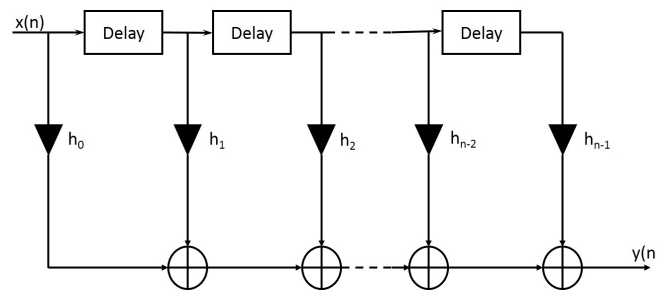 x(n)
Delay
Delay
Delay
h₀
h₁
h₂
hₙ₋₂
hₙ₋₁
y(n